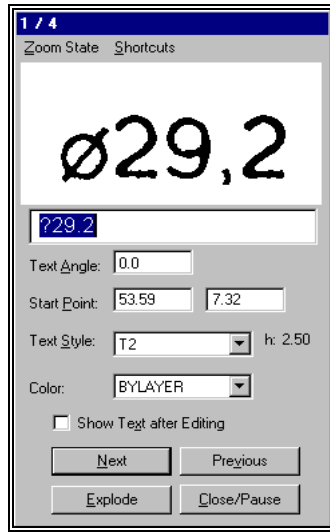 1 / 4
Zoom State Shortcuts
ø29,2
?29.2
Text Angle: 0.0
Start Point: 53.59 7.32
Text Style: T2 h: 2.50
Color: BYLAYER
Show Text after Editing
Next Previous
Explode Close/Pause